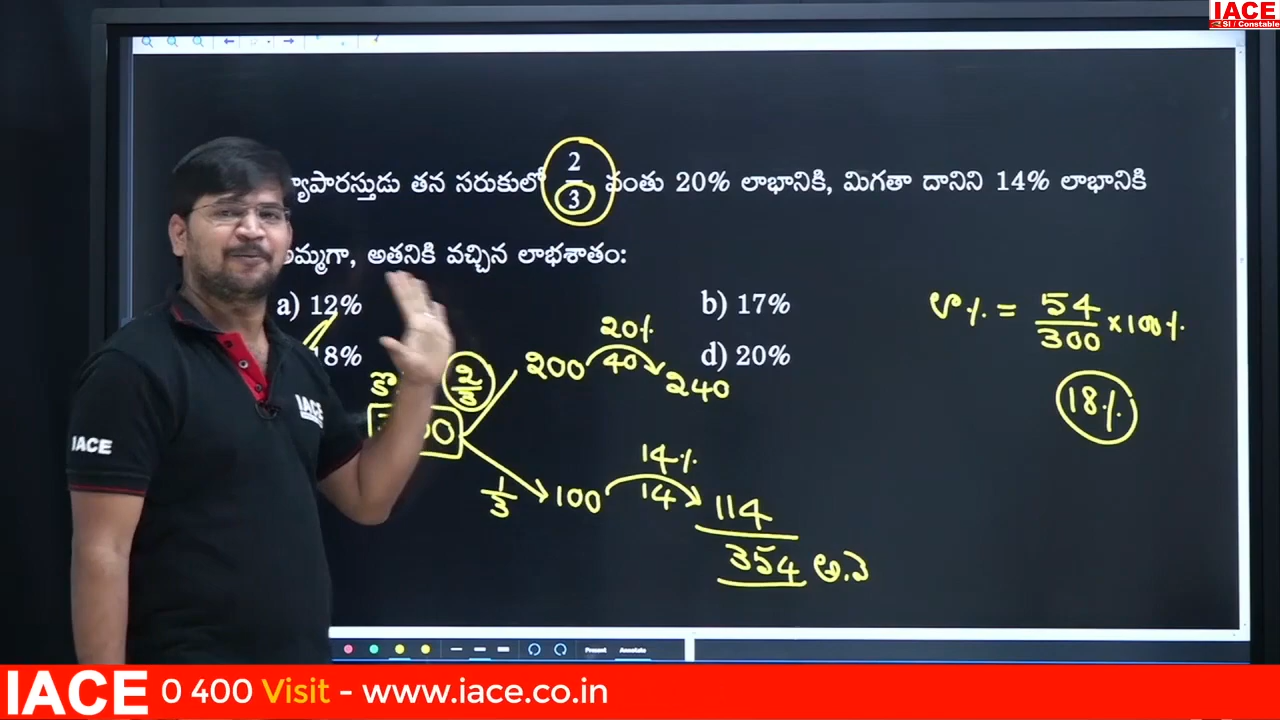 IACE
SI / Constable
వ్యాపారస్తుడు తన సరుకులో 2/3 వంతు 20% లాభానికి, మిగతా దానిని 14% లాభానికి
అమ్మగా, అతనికి వచ్చిన లాభశాతం:
a) 12%
b) 17%
18%
d) 20%
లా% = 54/300 × 100%
18%
2/3
200
20%
40
240
1/3
100
14%
14
114
354 అ.వె
IACE
IACE
Present
Annotate
IACE 0 400 Visit - www.iace.co.in